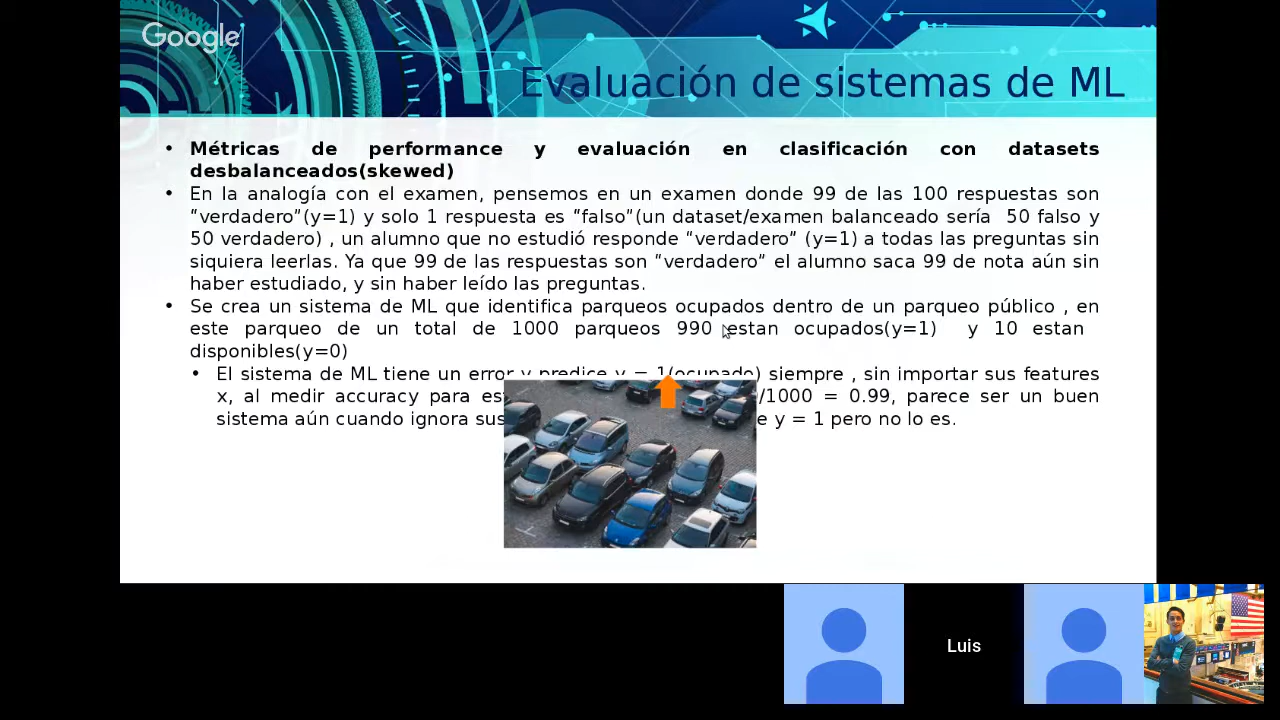 Google
Evaluación de sistemas de ML
• Métricas de performance y evaluación en clasificación con datasets
desbalanceados(skewed)
• En la analogía con el examen, pensemos en un examen donde 99 de las 100 respuestas son
“verdadero”(y=1) y solo 1 respuesta es “falso”(un dataset/examen balanceado sería 50 falso y
50 verdadero) , un alumno que no estudió responde “verdadero” (y=1) a todas las preguntas sin
siquiera leerlas. Ya que 99 de las respuestas son “verdadero” el alumno saca 99 de nota aún sin
haber estudiado, y sin haber leído las preguntas.
• Se crea un sistema de ML que identifica parqueos ocupados dentro de un parqueo público , en
este parqueo de un total de 1000 parqueos 990 estan ocupados(y=1) y 10 estan
disponibles(y=0)
• El sistema de ML tiene un error y predice y = 1(ocupado) siempre , sin importar sus features
x, al medir accuracy para es /1000 = 0.99, parece ser un buen
sistema aún cuando ignora sus e y = 1 pero no lo es.
Luis